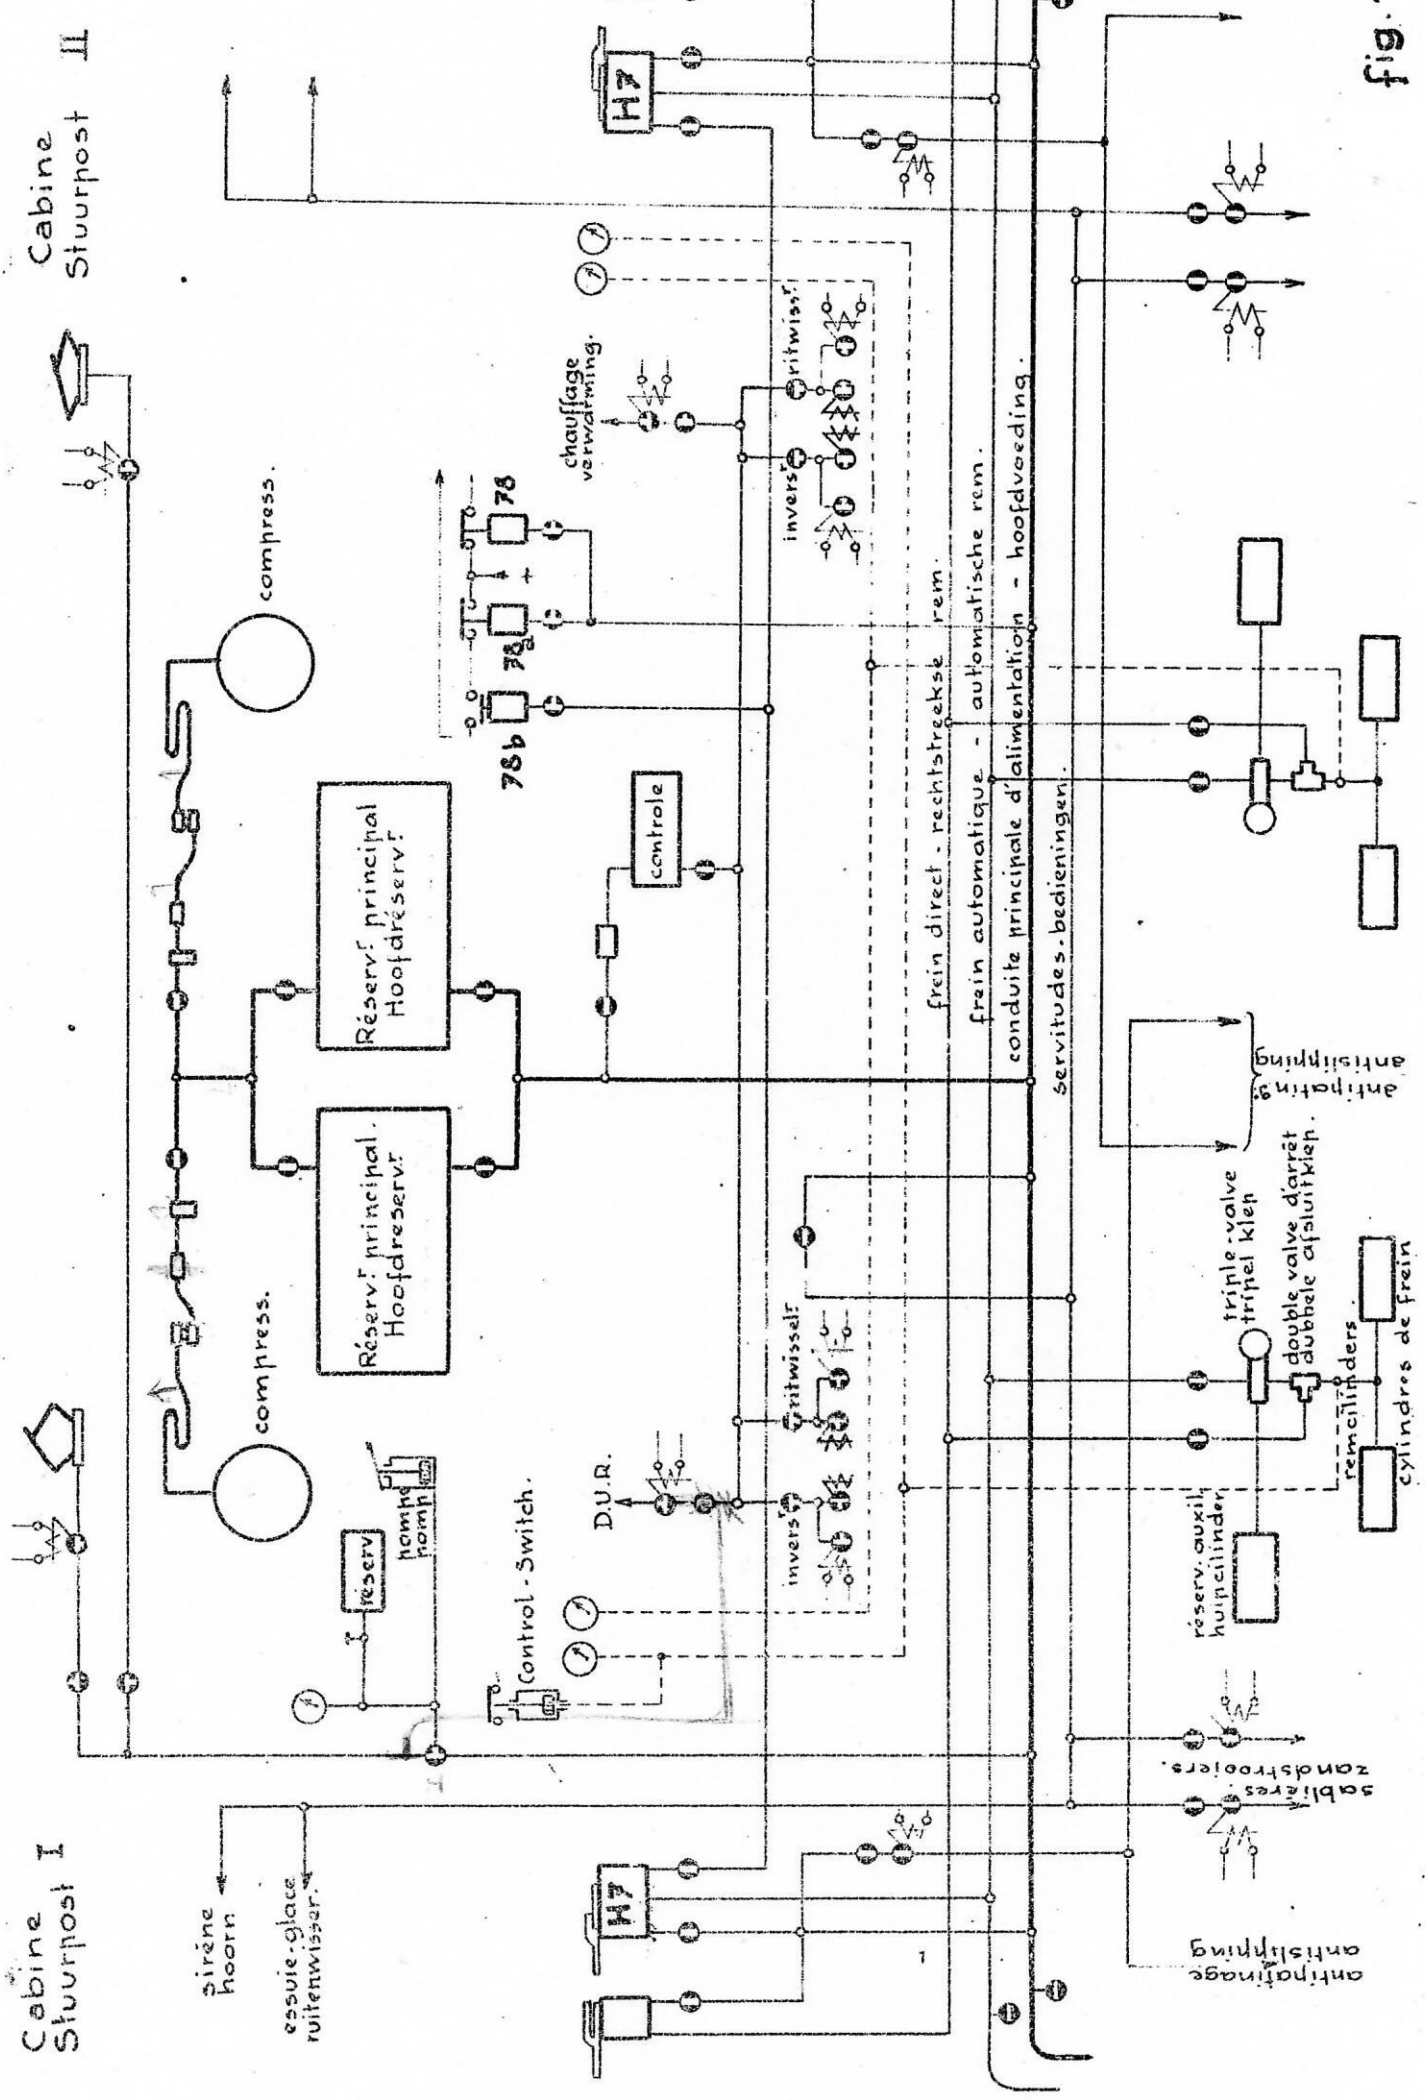 Cabine
Stuurpost I
Cabine
Stuurpost II
sirène
hoorn
essuie-glace
ruitenwisser.
compress.
compress.
Réserv.r principal.
Hoofdreserv.r
Réserv.r principal
Hoofdréserv.r
réserv
pompe
pomp
Control-Switch.
D.U.R.
controle
78b
78a
78
+
chauffage
verwarming.
invers.r
ritwissel.r
invers.r
ritwiss.r
H7
H7
frein direct - rechtstreekse rem.
frein automatique - automatische rem.
conduite principale d'alimentation - hoofdvoeding.
servitudes-bedieningen.
antipatinage
antislipping
sablières.
zandstrooiers.
réserv. auxil.
hulpcilinder
triple-valve
tripel klep
double valve d'arrêt
dubbele afsluitklep.
remcilinders.
cylindres de frein
antipating.
antislipping
fig.